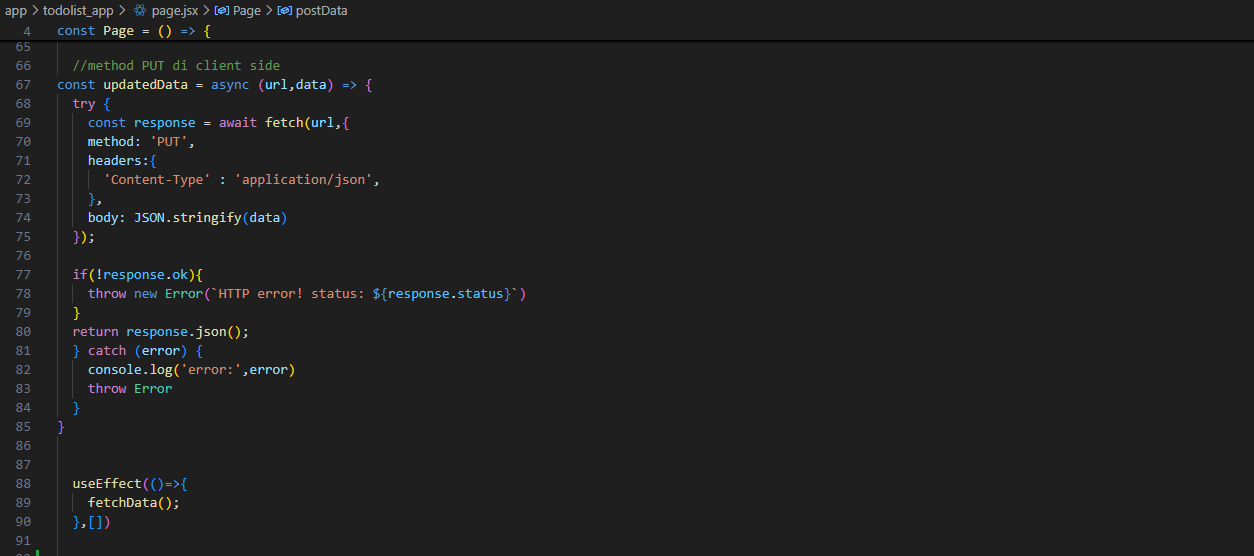 app > todolist_app > page.jsx > Page > postData
4 const Page = () => {
65
66 //method PUT di client side
67 const updatedData = async (url,data) => {
68 try {
69 const response = await fetch(url,{
70 method: 'PUT',
71 headers:{
72 'Content-Type' : 'application/json',
73 },
74 body: JSON.stringify(data)
75 });
76
77 if(!response.ok){
78 throw new Error(`HTTP error! status: ${response.status}`)
79 }
80 return response.json();
81 } catch (error) {
82 console.log('error:',error)
83 throw Error
84 }
85 }
86
87
88 useEffect(()=>{
89 fetchData();
90 },[])
91